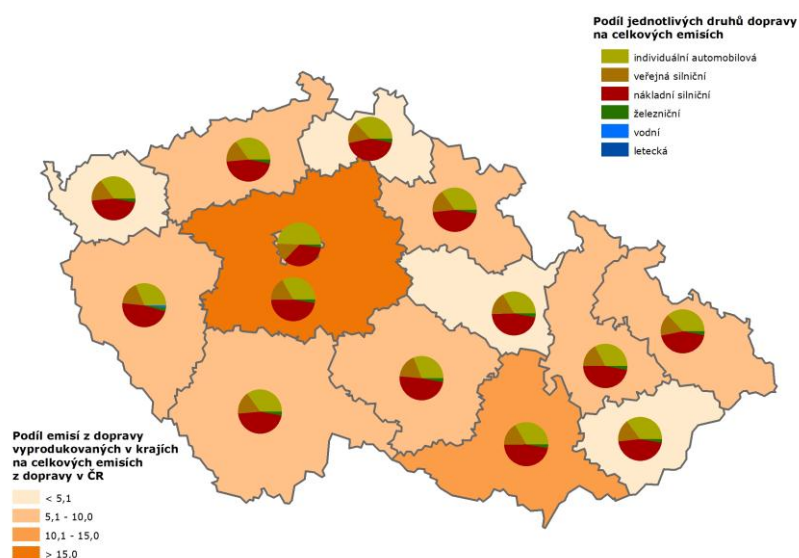 Podíl jednotlivých druhů dopravy
na celkových emisích
individuální automobilová
veřejná silniční
nákladní silniční
železniční
vodní
letecká
Podíl emisí z dopravy
vyprodukovaných v krajích
na celkových emisích
z dopravy v ČR
< 5,1
5,1 - 10,0
10,1 - 15,0
> 15,0